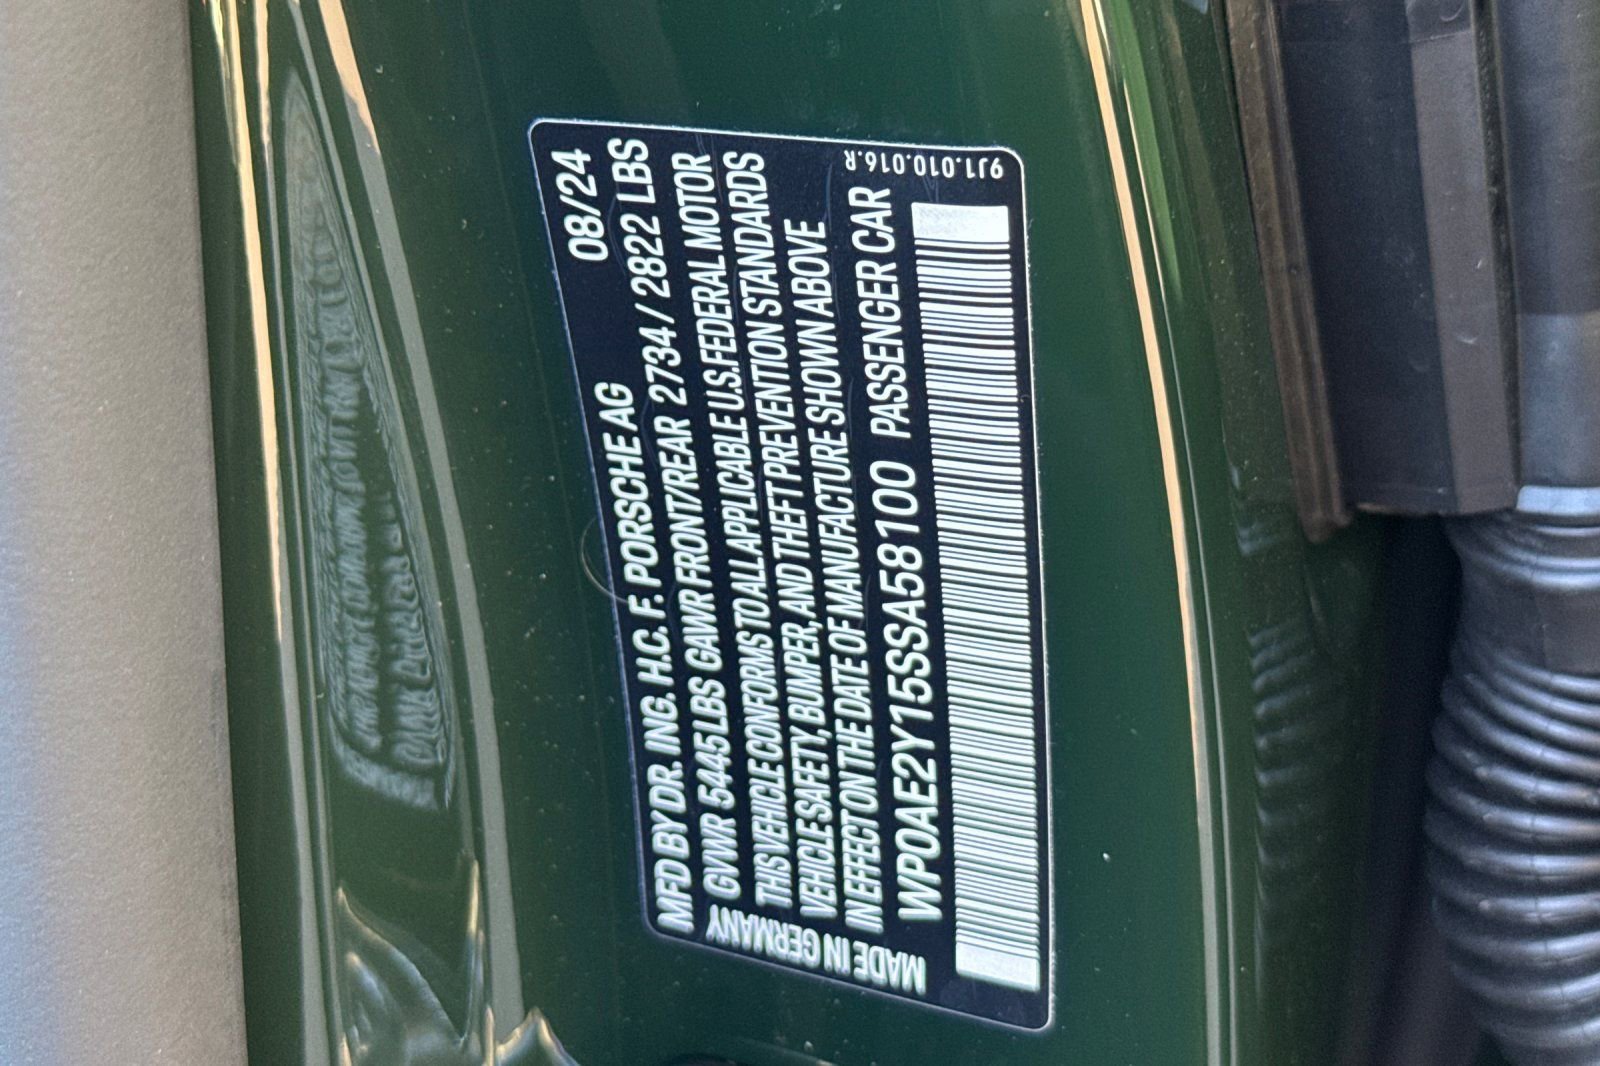 MFD BY DR. ING. H.C. F. PORSCHE AG 08/24
GVWR 5445 LBS GAWR FRONT/REAR 2734 / 2822 LBS
THIS VEHICLE CONFORMS TO ALL APPLICABLE U.S. FEDERAL MOTOR
VEHICLE SAFETY, BUMPER, AND THEFT PREVENTION STANDARDS
IN EFFECT ON THE DATE OF MANUFACTURE SHOWN ABOVE
WP0AE2Y15SSA58100 PASSENGER CAR
MADE IN GERMANY
9J1.010.016.R